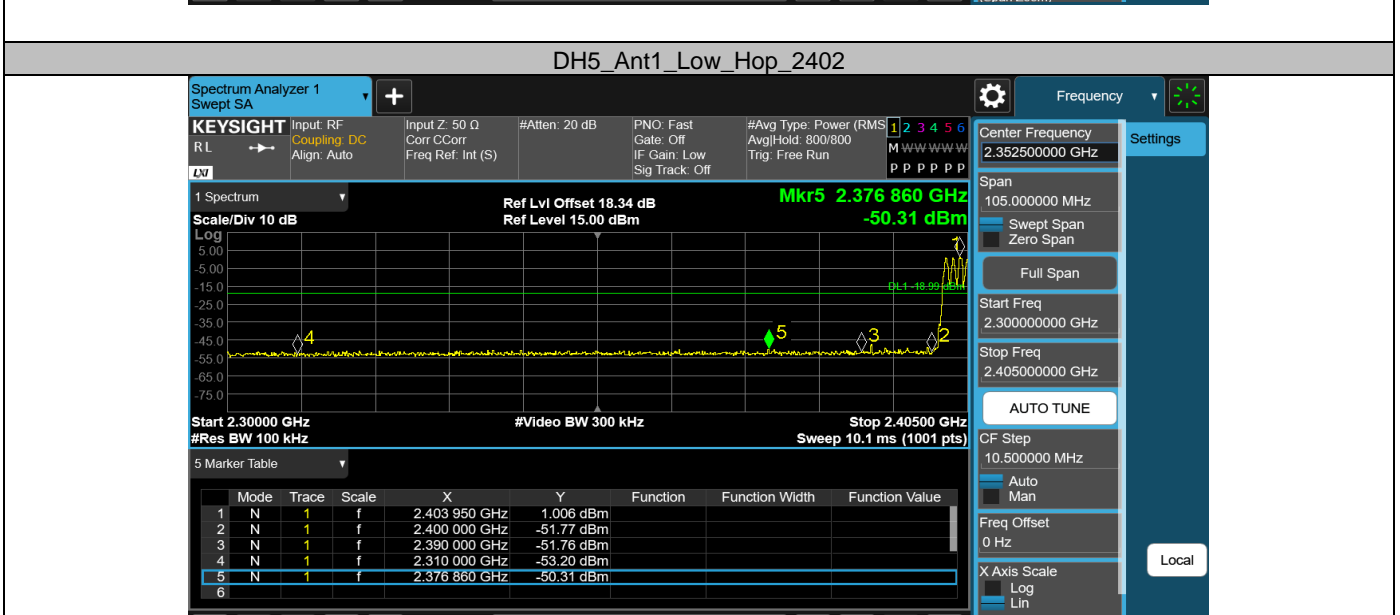 DH5_Ant1_Low_Hop_2402
Spectrum Analyzer 1
Swept SA
Frequency
KEYSIGHT
R L
LXI
Input: RF
Coupling: DC
Align: Auto
Input Z: 50 Ω
Corr CCorr
Freq Ref: Int (S)
#Atten: 20 dB
PNO: Fast
Gate: Off
IF Gain: Low
Sig Track: Off
#Avg Type: Power (RMS
Avg|Hold: 800/800
Trig: Free Run
1 2 3 4 5 6
M W W W W W
P P P P P P
Center Frequency
2.352500000 GHz
Settings
1 Spectrum
Scale/Div 10 dB
Ref Lvl Offset 18.34 dB
Ref Level 15.00 dBm
Mkr5 2.376 860 GHz
-50.31 dBm
Log
5.00
-5.00
-15.0
-25.0
-35.0
-45.0
-55.0
-65.0
-75.0
DL1 -18.99 dBm
1
4
5
3
2
Start 2.30000 GHz
#Res BW 100 kHz
#Video BW 300 kHz
Stop 2.40500 GHz
Sweep 10.1 ms (1001 pts)
Span
105.000000 MHz
Swept Span
Zero Span
Full Span
Start Freq
2.300000000 GHz
Stop Freq
2.405000000 GHz
AUTO TUNE
CF Step
10.500000 MHz
Auto
Man
Freq Offset
0 Hz
X Axis Scale
Log
Lin
Local
5 Marker Table
Mode Trace Scale X Y Function Function Width Function Value
1 N 1 f 2.403 950 GHz 1.006 dBm
2 N 1 f 2.400 000 GHz -51.77 dBm
3 N 1 f 2.390 000 GHz -51.76 dBm
4 N 1 f 2.310 000 GHz -53.20 dBm
5 N 1 f 2.376 860 GHz -50.31 dBm
6